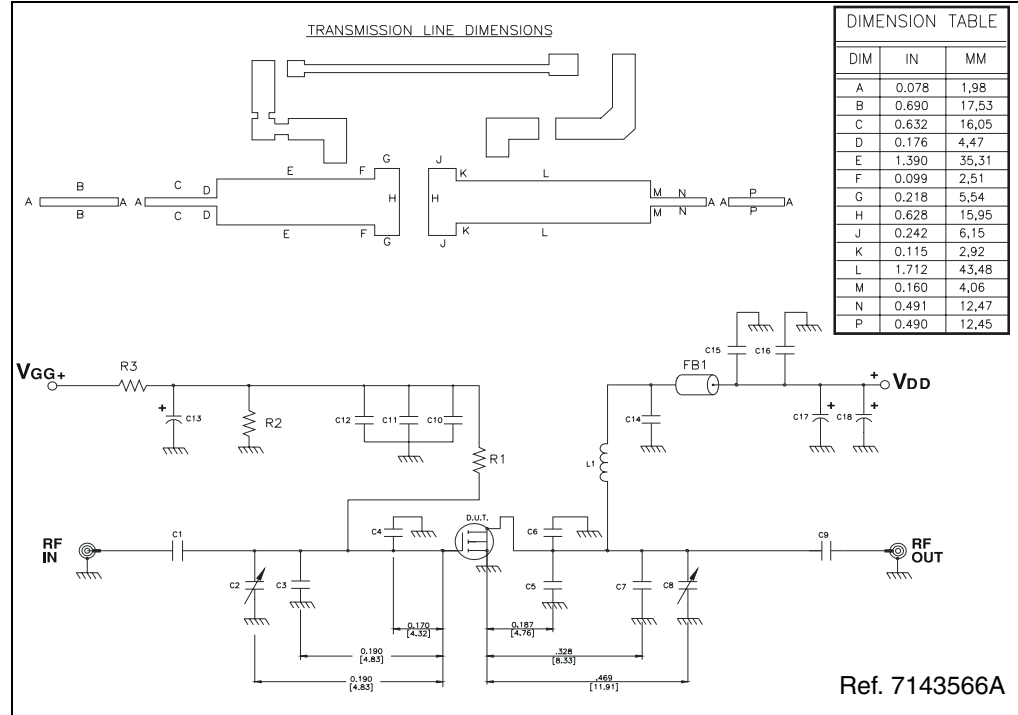 TRANSMISSION LINE DIMENSIONS
DIMENSION TABLE
DIM IN MM
A 0.078 1,98
B 0.690 17,53
C 0.632 16,05
D 0.176 4,47
E 1.390 35,31
F 0.099 2,51
G 0.218 5,54
H 0.628 15,95
J 0.242 6,15
K 0.115 2,92
L 1.712 43,48
M 0.160 4,06
N 0.491 12,47
P 0.490 12,45
G J
E F K L
B C D H H M N P
A A A A A
B C D M N P
E F K L
G J
VGG+
R3
C13
+
R2
C12
C11
C10
R1
L1
C14
FB1
C15
C16
C17
+
C18
+
+
VDD
RF
IN
C1
C2
C3
C4
D.U.T.
C6
C5
C7
C8
C9
RF
OUT
0.170
[4.32]
0.187
[4.76]
0.190
[4.83]
.328
[8.33]
0.190
[4.83]
.469
[11.91]
Ref. 7143566A